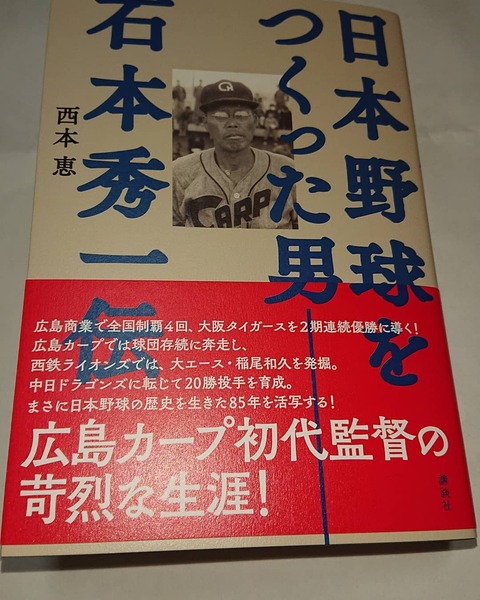 日本野球を
つくった男
石本秀一伝
西本恵
CARP
広島商業で全国制覇4回、大阪タイガースを2期連続優勝に導く!
広島カープでは球団存続に奔走し、
西鉄ライオンズでは、大エース・稲尾和久を発掘。
中日ドラゴンズに転じて20勝投手を育成。
まさに日本野球の歴史を生きた85年を活写する!
広島カープ初代監督の
苛烈な生涯!
講談社